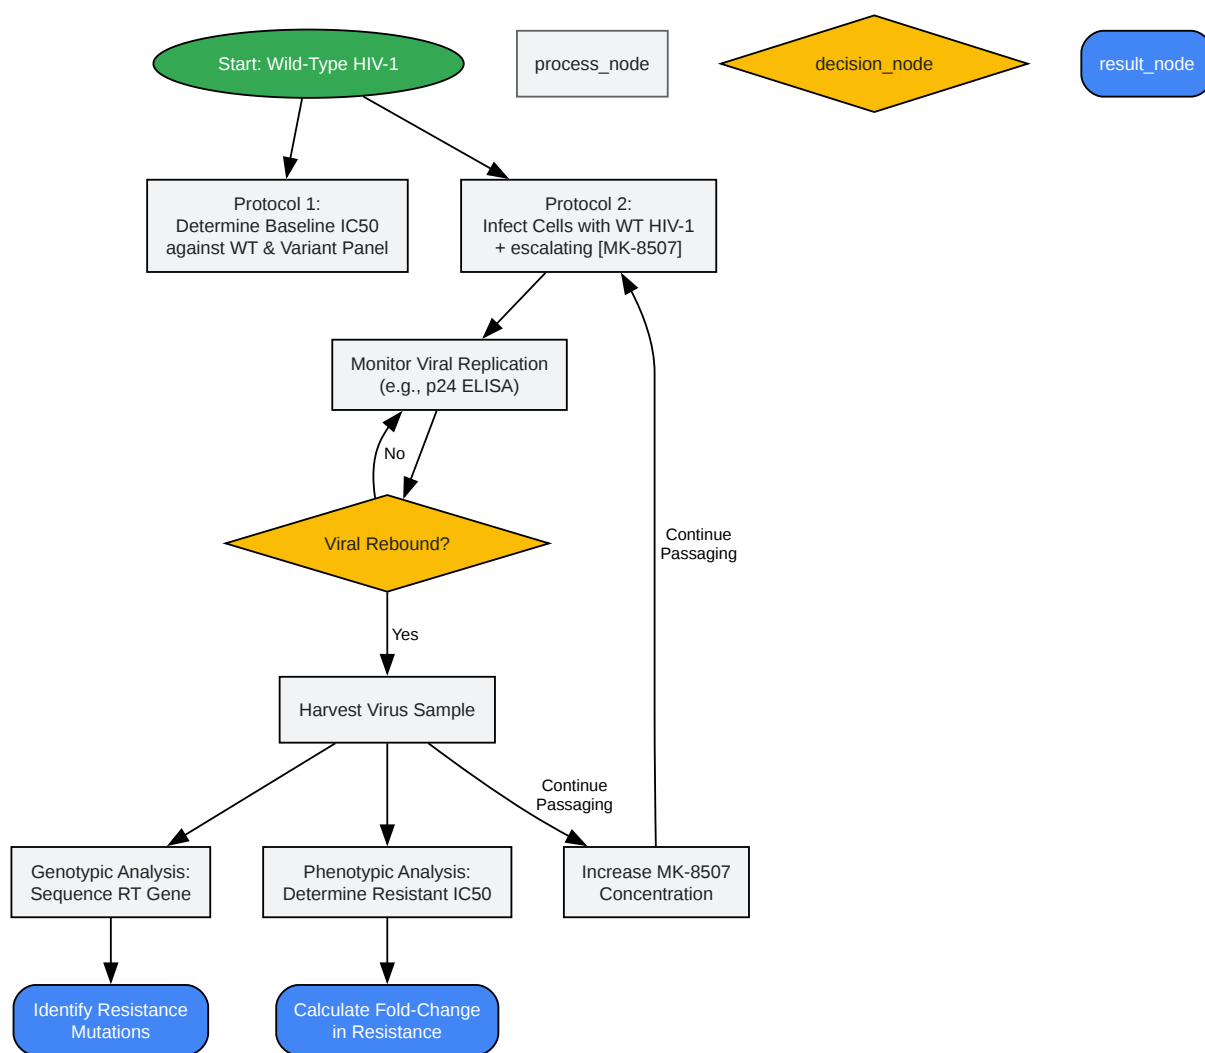 Start: Wild-Type HIV-1
process_node
decision_node
result_node
Protocol 1:
Determine Baseline IC50
against WT & Variant Panel
Protocol 2:
Infect Cells with WT HIV-1
+ escalating [MK-8507]
Monitor Viral Replication
(e.g., p24 ELISA)
No
Viral Rebound?
Continue
Passaging
Yes
Harvest Virus Sample
Continue
Passaging
Genotypic Analysis:
Sequence RT Gene
Phenotypic Analysis:
Determine Resistant IC50
Increase MK-8507
Concentration
Identify Resistance
Mutations
Calculate Fold-Change
in Resistance